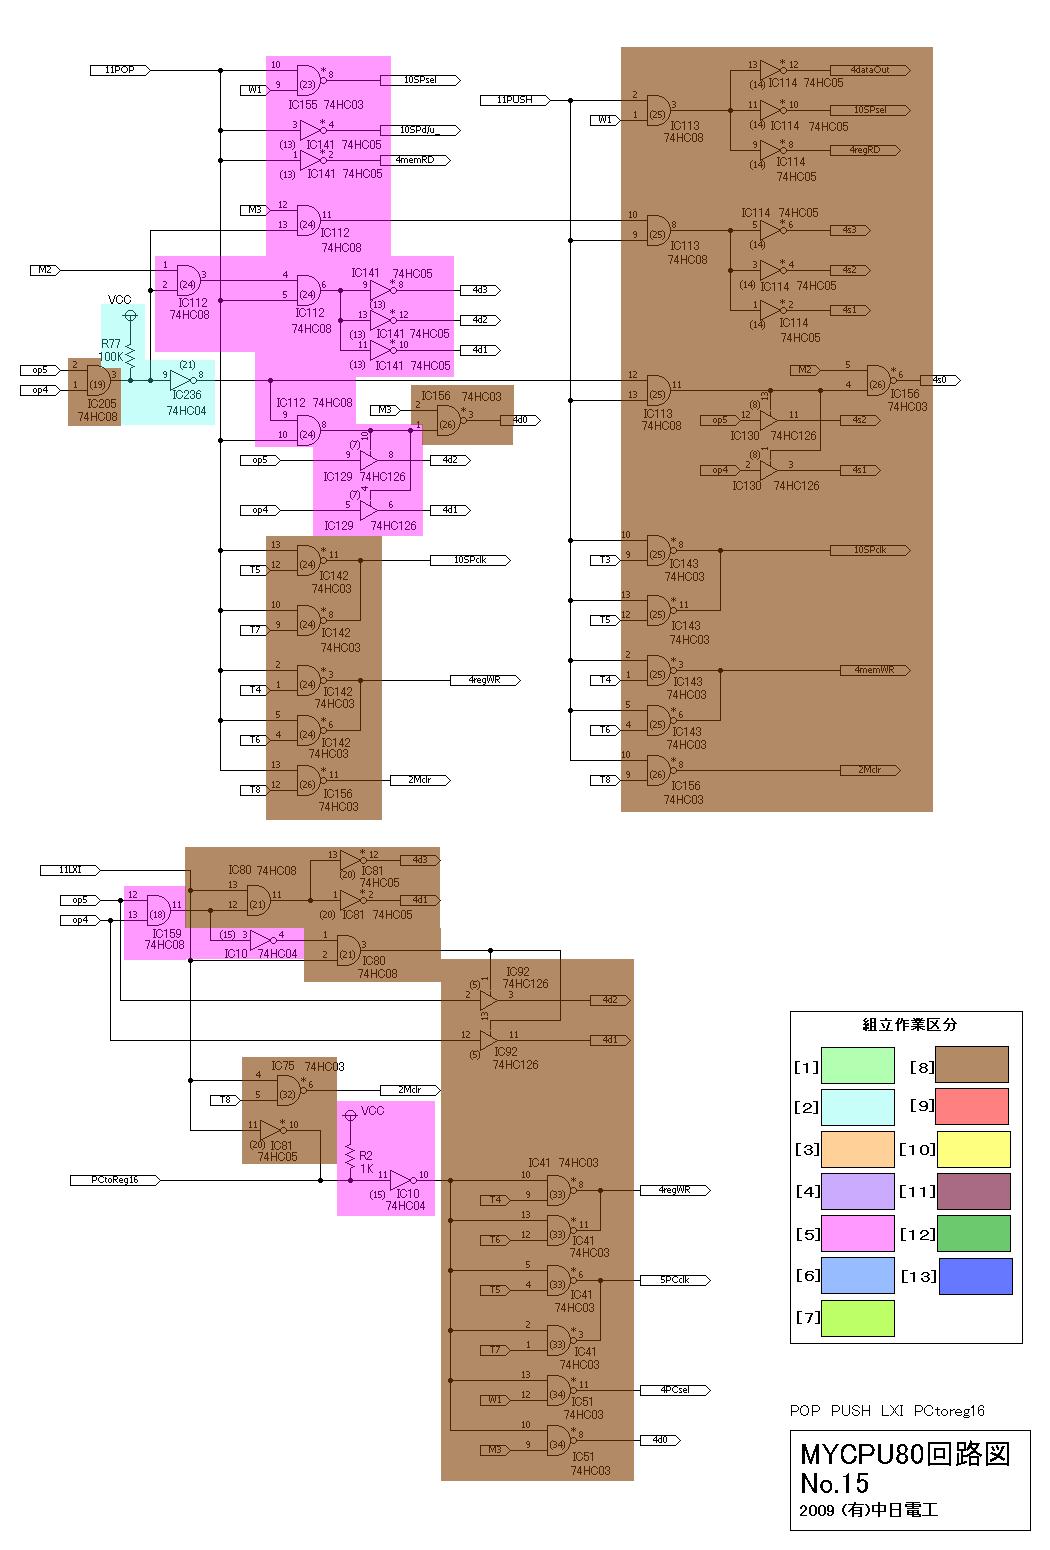 11POP
10
9
W1
*
8
(23)
IC155 74HC03
10SPsel
3
4
*
(13)
IC141 74HC05
10SPd/u_
1
2
*
(13)
IC141 74HC05
4memRD
M3
12
13
11
(24)
IC112
74HC08
M2
1
2
3
(24)
IC112
74HC08
4
5
6
(24)
IC112
74HC08
IC141 74HC05
9
8
*
(13)
4d3
13
12
*
(13)
IC141
74HC05
4d2
11
10
*
(13)
IC141
74HC05
4d1
VCC
R77
100K
op5
op4
2
1
3
(19)
IC205
74HC08
(21)
9
8
IC236
74HC04
IC112 74HC08
9
10
8
(24)
M3
IC156 74HC03
2
1
3
*
(26)
4d0
op5
(7)
10
9
8
IC129 74HC126
4d2
op4
(7)
4
5
6
IC129 74HC126
4d1
T5
13
12
11
*
(24)
IC142
74HC03
10SPclk
T7
10
9
8
*
(24)
IC142
74HC03
T4
2
1
3
*
(24)
IC142
74HC03
4regWR
T6
5
4
6
*
(24)
IC142
74HC03
T8
13
12
11
*
(26)
IC156
74HC03
2Mclr
11PUSH
W1
2
1
3
(25)
IC113
74HC08
13
12
*
(14)
IC114 74HC05
4dataOut
11
10
*
(14)
IC114 74HC05
10SPsel
9
8
*
(14)
IC114
74HC05
4regRD
10
9
8
(25)
IC113
74HC08
IC114 74HC05
5
6
*
(14)
4s3
3
4
*
(14)
IC114
74HC05
4s2
1
2
*
(14)
IC114
74HC05
4s1
12
13
11
(25)
IC113
74HC08
M2
5
4
6
*
(26)
IC156
74HC03
4s0
op5
(8)
13
12
11
IC130 74HC126
4s2
op4
(8)
1
2
3
IC130 74HC126
4s1
T3
10
9
8
*
(25)
IC143
74HC03
10SPclk
T5
13
12
11
*
(25)
IC143
74HC03
T4
2
1
3
*
(25)
IC143
74HC03
4memWR
T6
5
4
6
*
(25)
IC143
74HC03
T8
10
9
8
*
(26)
IC156
74HC03
2Mclr
11LXI
op5
op4
12
13
11
(18)
IC159
74HC08
IC80 74HC08
13
12
11
(21)
13
12
*
(20)
IC81
74HC05
4d3
1
2
*
(20)
IC81 74HC05
4d1
(15)
3
4
IC10 74HC04
1
2
3
(21)
IC80
74HC08
IC92
74HC126
(5)
1
2
3
4d2
13
12
11
(5)
IC92
74HC126
4d1
IC75 74HC03
4
5
6
*
(32)
T8
2Mclr
11
10
*
(20)
IC81
74HC05
VCC
R2
1K
PCtoReg16
11
10
(15)
IC10
74HC04
IC41 74HC03
T4
10
9
8
*
(33)
4regWR
T6
13
12
11
*
(33)
IC41
74HC03
T5
5
4
6
*
(33)
IC41
74HC03
5PCclk
T7
2
1
3
*
(33)
IC41
74HC03
W1
13
12
11
*
(34)
IC51
74HC03
4PCsel
M3
10
9
8
*
(34)
IC51
74HC03
4d0
組立作業区分
[1]
[8]
[2]
[9]
[3]
[10]
[4]
[11]
[5]
[12]
[6]
[13]
[7]
POP PUSH LXI PCtoreg16
MYCPU80回路図
No.15
2009 (有)中日電工